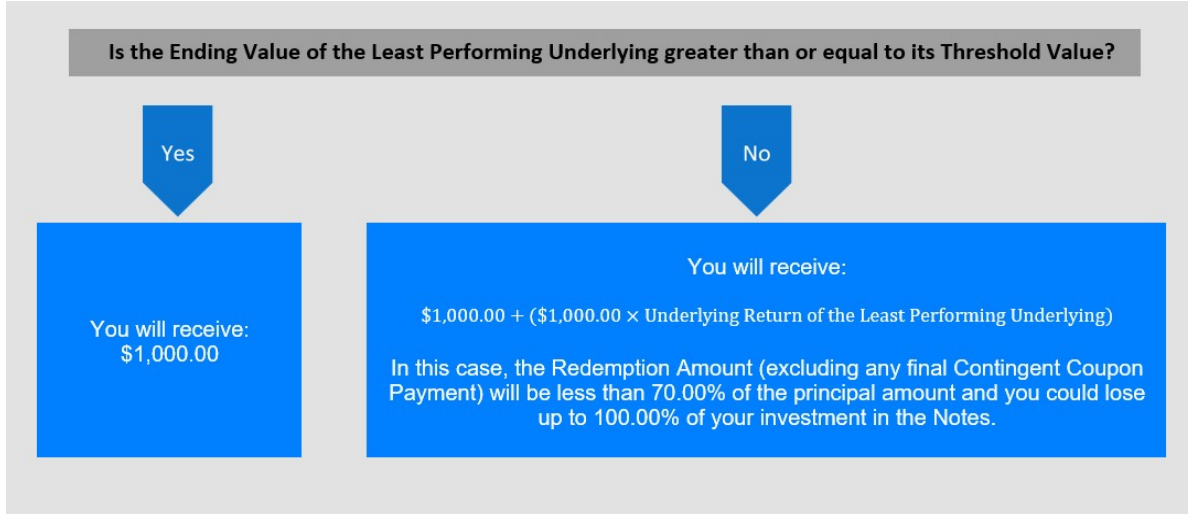 Is the Ending Value of the Least Performing Underlying greater than or equal to its Threshold Value?
Yes
No
You will receive:
$1,000.00
You will receive:
$1,000.00 + ($1,000.00 × Underlying Return of the Least Performing Underlying)
In this case, the Redemption Amount (excluding any final Contingent Coupon
Payment) will be less than 70.00% of the principal amount and you could lose
up to 100.00% of your investment in the Notes.